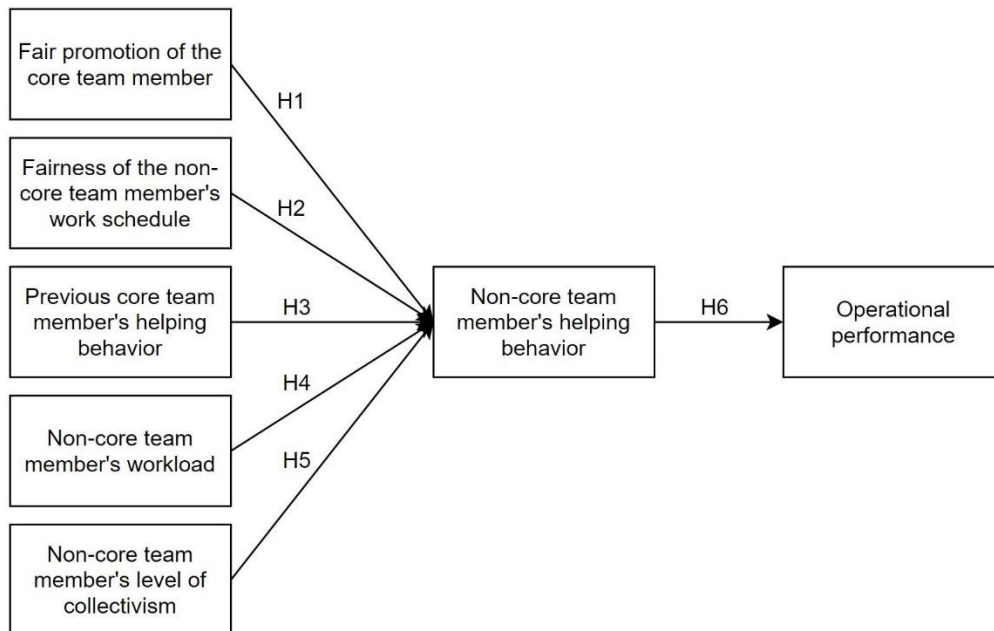 Fair promotion of the
core team member
H1
Fairness of the non-
core team member's
work schedule
H2
Previous core team
member's helping
behavior
H3
Non-core team
member's helping
behavior
H6
Operational
performance
H4
Non-core team
member's workload
H5
Non-core team
member's level of
collectivism